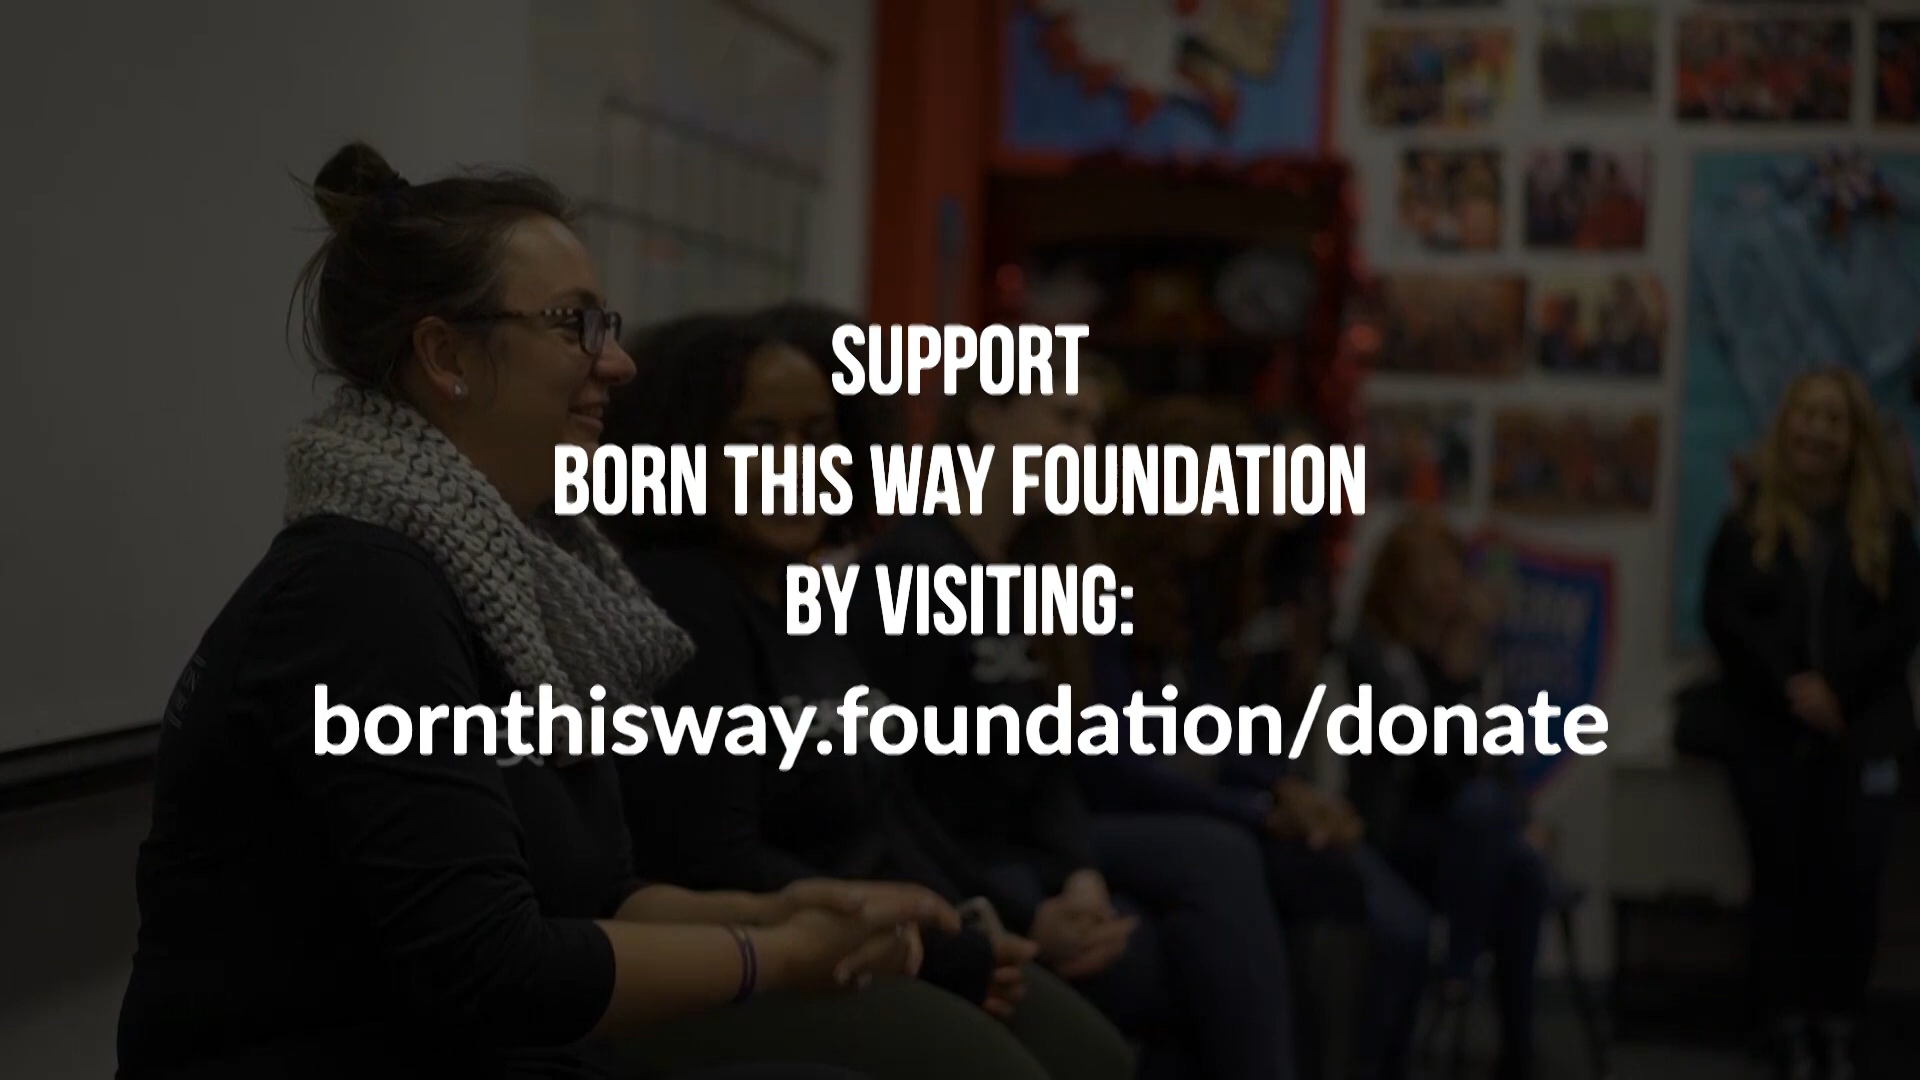 SUPPORT
BORN THIS WAY FOUNDATION
BY VISITING:
bornthisway.foundation/donate